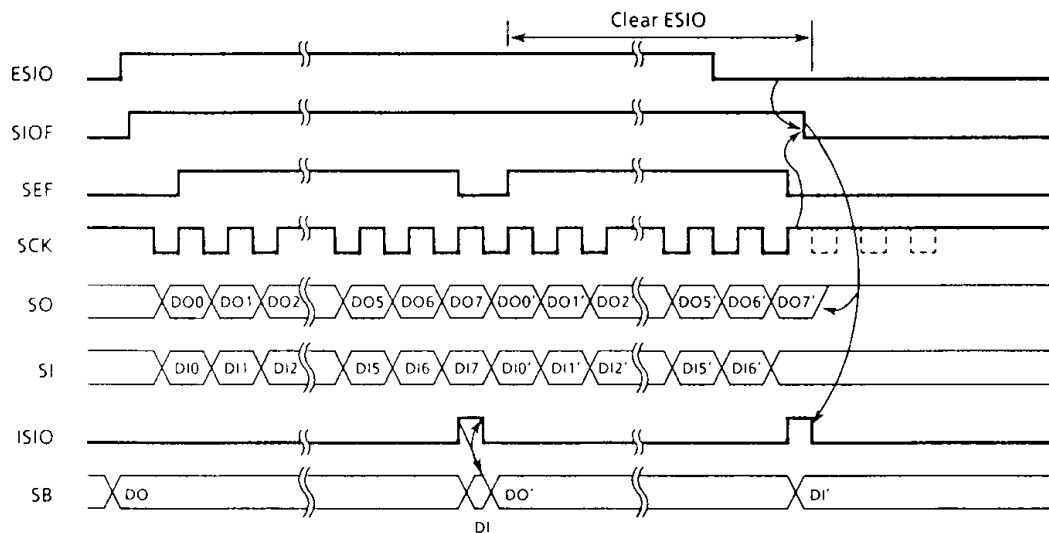 Clear ESIO
ESIO
SIOF
SEF
SCK
SO DO0 DO1 DO2 DO5 DO6 DO7 DO0' DO1' DO2' DO5' DO6' DO7'
SI DI0 DI1 DI2 DI5 DI6 DI7 DI0' DI1' DI2' DI5' DI6'
ISIO
SB DO DO' DI'
DI